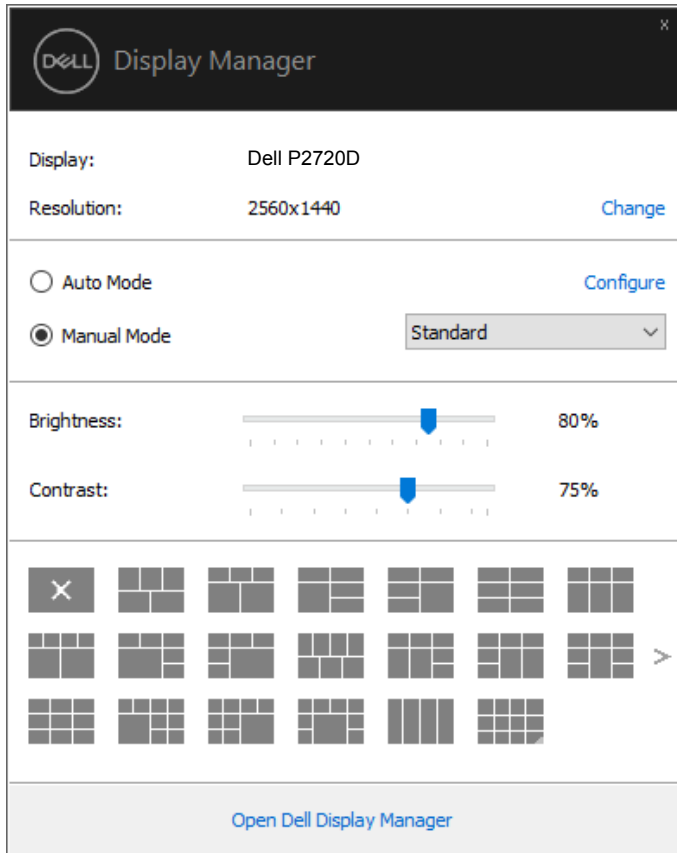 x
DELL Display Manager
Display: Dell P2720D
Resolution: 2560x1440 Change
Auto Mode Configure
Manual Mode Standard
Brightness: 80%
Contrast: 75%
Open Dell Display Manager